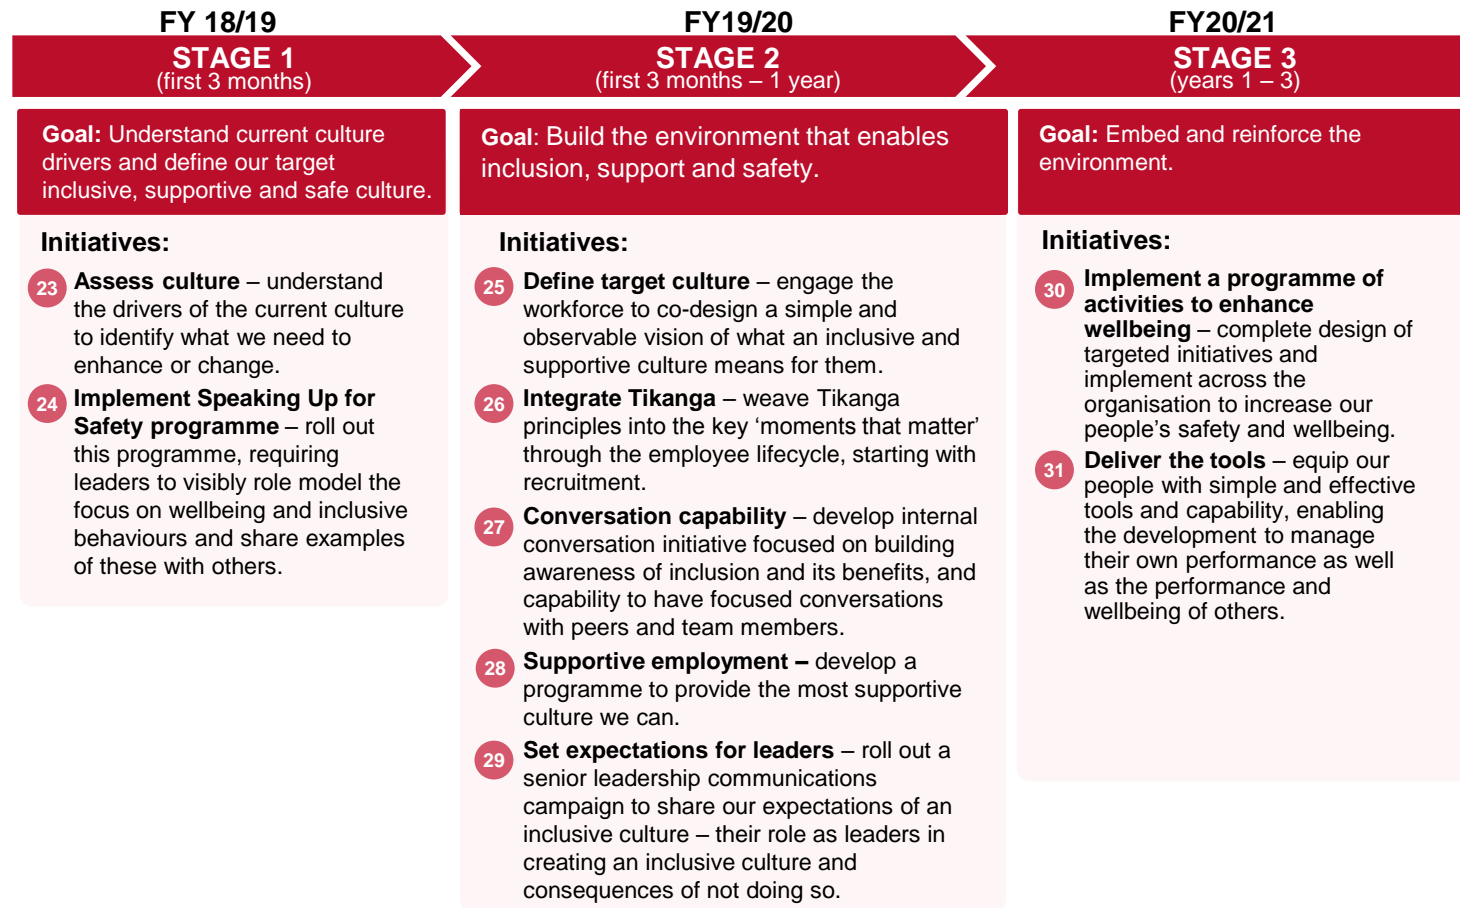 FY 18/19
STAGE 1
(first 3 months)
Goal: Understand current culture
drivers and define our target
inclusive, supportive and safe culture.
Initiatives:
23 Assess culture – understand
the drivers of the current culture
to identify what we need to
enhance or change.
24 Implement Speaking Up for
Safety programme – roll out
this programme, requiring
leaders to visibly role model the
focus on wellbeing and inclusive
behaviours and share examples
of these with others.
FY19/20
STAGE 2
(first 3 months – 1 year)
Goal: Build the environment that enables
inclusion, support and safety.
Initiatives:
25 Define target culture – engage the
workforce to co-design a simple and
observable vision of what an inclusive and
supportive culture means for them.
26 Integrate Tikanga – weave Tikanga
principles into the key ‘moments that matter’
through the employee lifecycle, starting with
recruitment.
27 Conversation capability – develop internal
conversation initiative focused on building
awareness of inclusion and its benefits, and
capability to have focused conversations
with peers and team members.
28 Supportive employment – develop a
programme to provide the most supportive
culture we can.
29 Set expectations for leaders – roll out a
senior leadership communications
campaign to share our expectations of an
inclusive culture – their role as leaders in
creating an inclusive culture and
consequences of not doing so.
FY20/21
STAGE 3
(years 1 – 3)
Goal: Embed and reinforce the
environment.
Initiatives:
30 Implement a programme of
activities to enhance
wellbeing – complete design of
targeted initiatives and
implement across the
organisation to increase our
people’s safety and wellbeing.
31 Deliver the tools – equip our
people with simple and effective
tools and capability, enabling
the development to manage
their own performance as well
as the performance and
wellbeing of others.